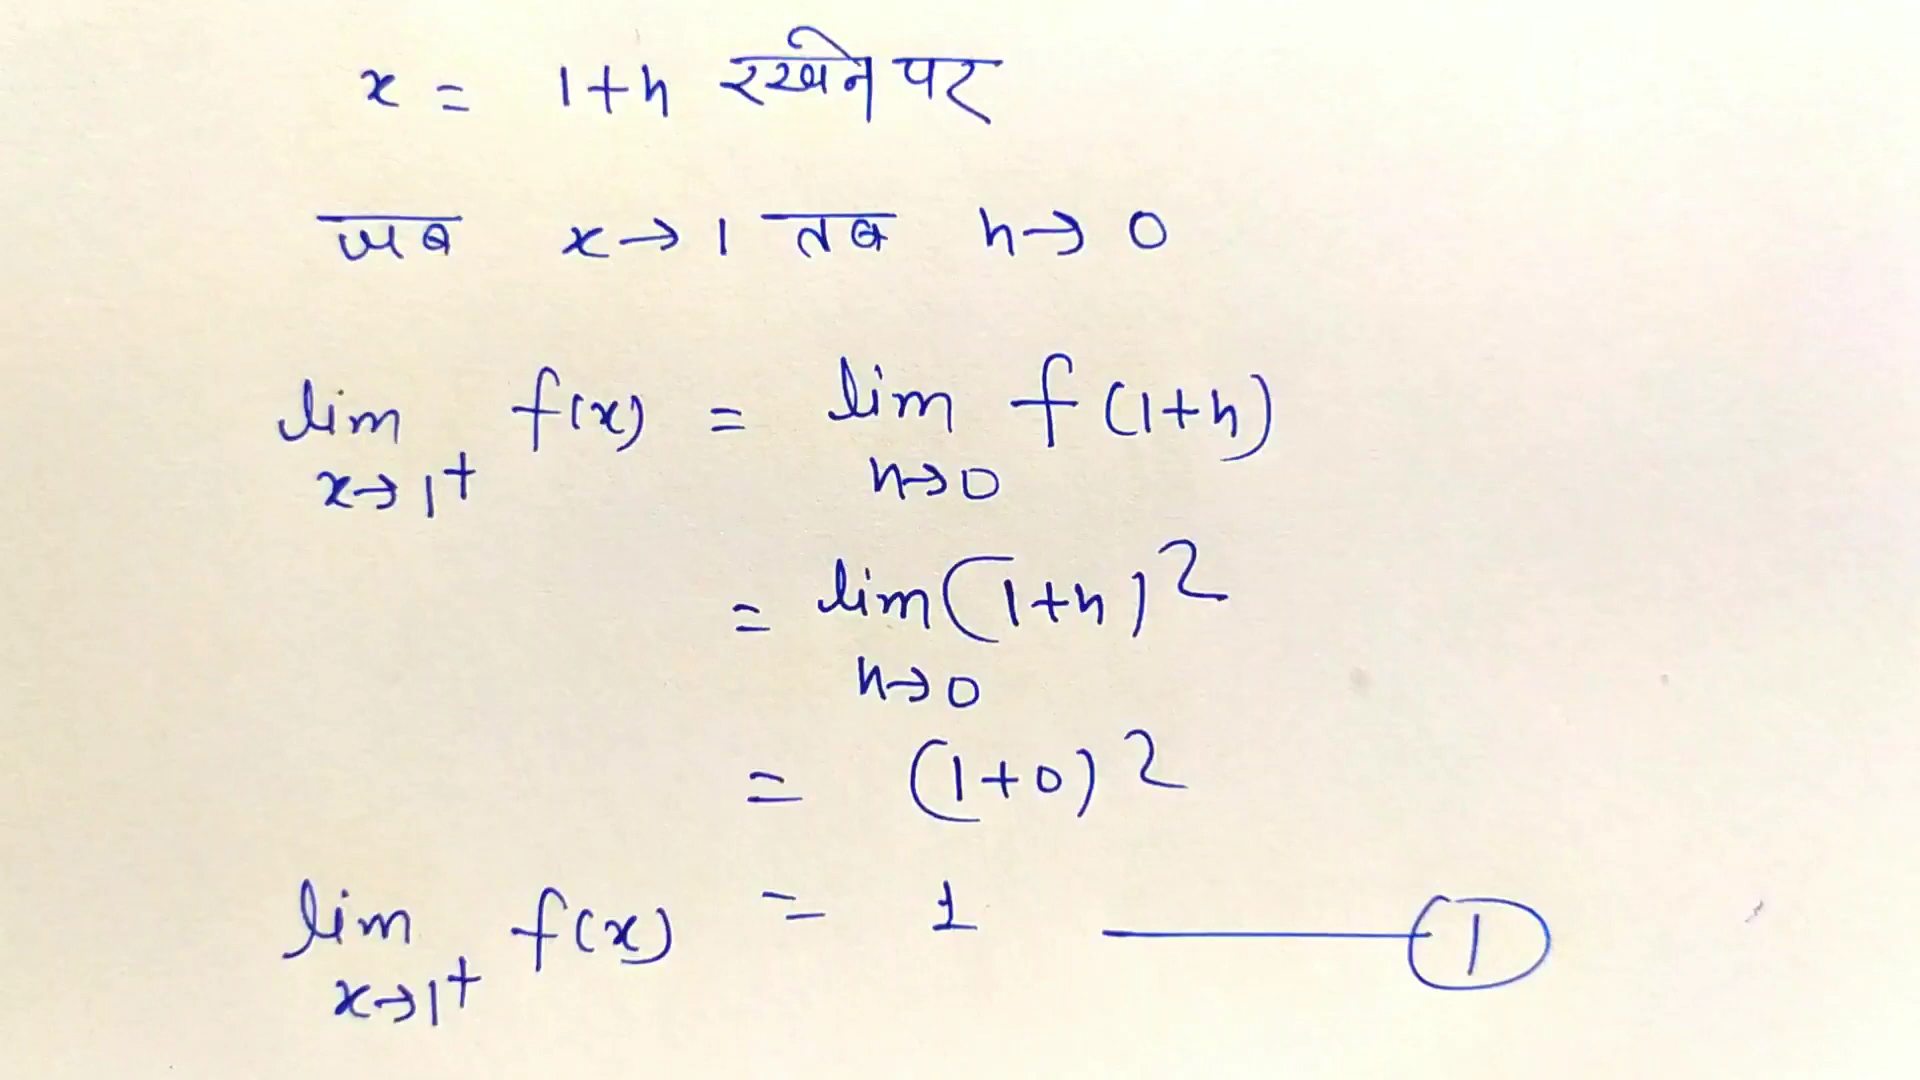 x = 1+h रखने पर
जब x→1 तब h→0
lim f(x) = lim f(1+h)
x→1+ h→0
= lim (1+h)2
h→0
= (1+0)2
lim f(x) = 1 —— 1
x→1+